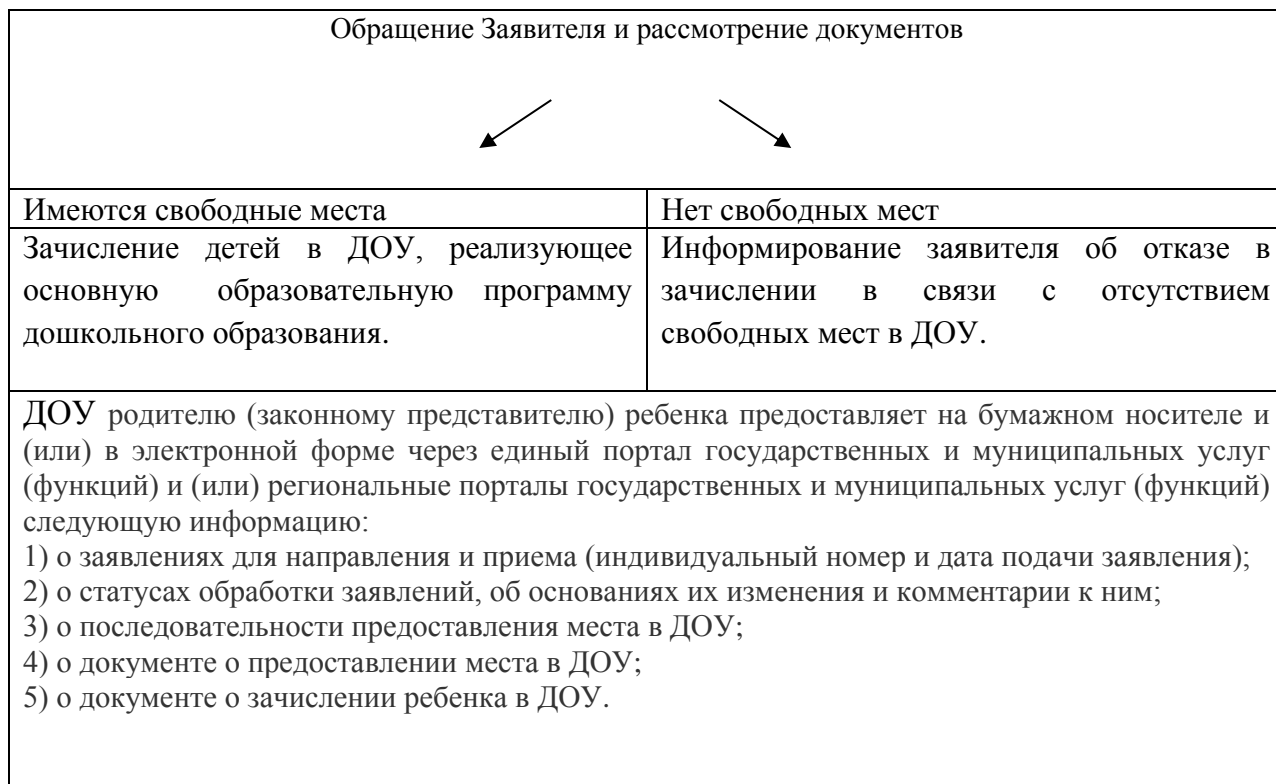 Обращение Заявителя и рассмотрение документов
Имеются свободные места
Зачисление детей в ДОУ, реализующее
основную образовательную программу
дошкольного образования.
Нет свободных мест
Информирование заявителя об отказе в
зачислении в связи с отсутствием
свободных мест в ДОУ.
ДОУ родителю (законному представителю) ребенка предоставляет на бумажном носителе и
(или) в электронной форме через единый портал государственных и муниципальных услуг
(функций) и (или) региональные порталы государственных и муниципальных услуг (функций)
следующую информацию:
1) о заявлениях для направления и приема (индивидуальный номер и дата подачи заявления);
2) о статусах обработки заявлений, об основаниях их изменения и комментарии к ним;
3) о последовательности предоставления места в ДОУ;
4) о документе о предоставлении места в ДОУ;
5) о документе о зачислении ребенка в ДОУ.